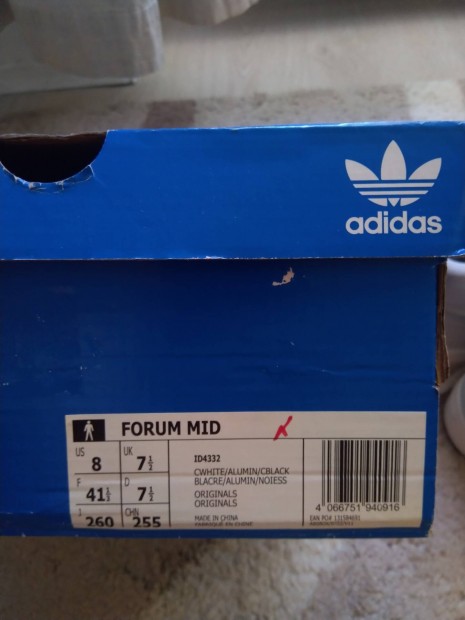 adidas
FORUM MID
US 8 UK 7½
F 41⅓ D 7½
J 260 CHN 255
ID4332
CWHITE/ALUMIN/CBLACK
BLACRE/ALUMIN/NOIESS
ORIGINALS
ORIGINALS
MADE IN CHINA
4 066751 940916